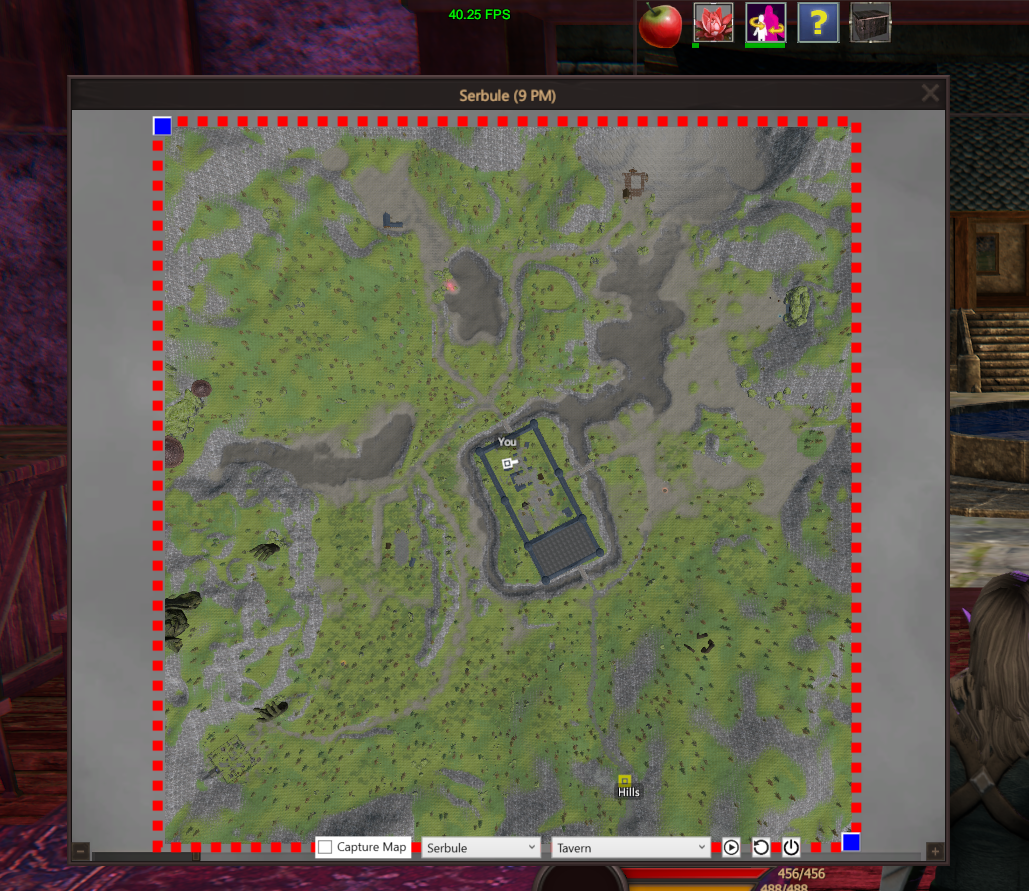 40.25 FPS
?
Serbule (9 PM)
You
Hills
Capture Map
Serbule
Tavern
456/456
488/488